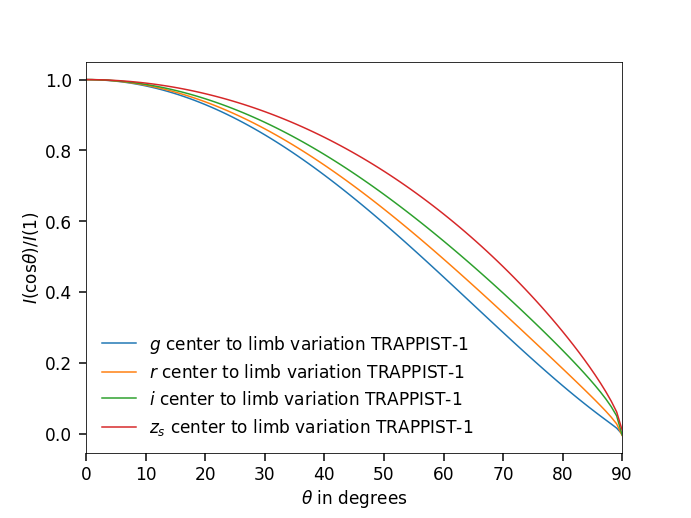 1.0
0.8
0.6
0.4
0.2
0.0
I(cosθ)/I(1)
g center to limb variation TRAPPIST-1
r center to limb variation TRAPPIST-1
i center to limb variation TRAPPIST-1
zₛ center to limb variation TRAPPIST-1
0 10 20 30 40 50 60 70 80 90
θ in degrees